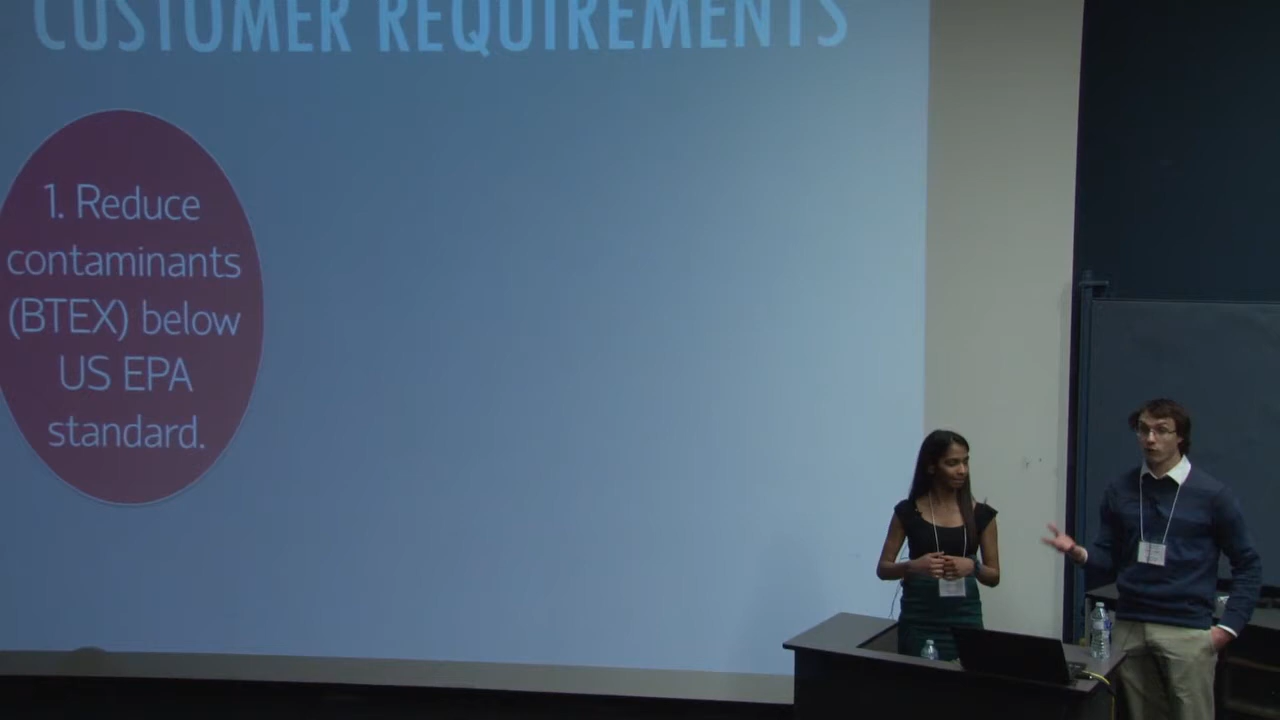 CUSTOMER REQUIREMENTS
1. Reduce
contaminants
(BTEX) below
US EPA
standard.